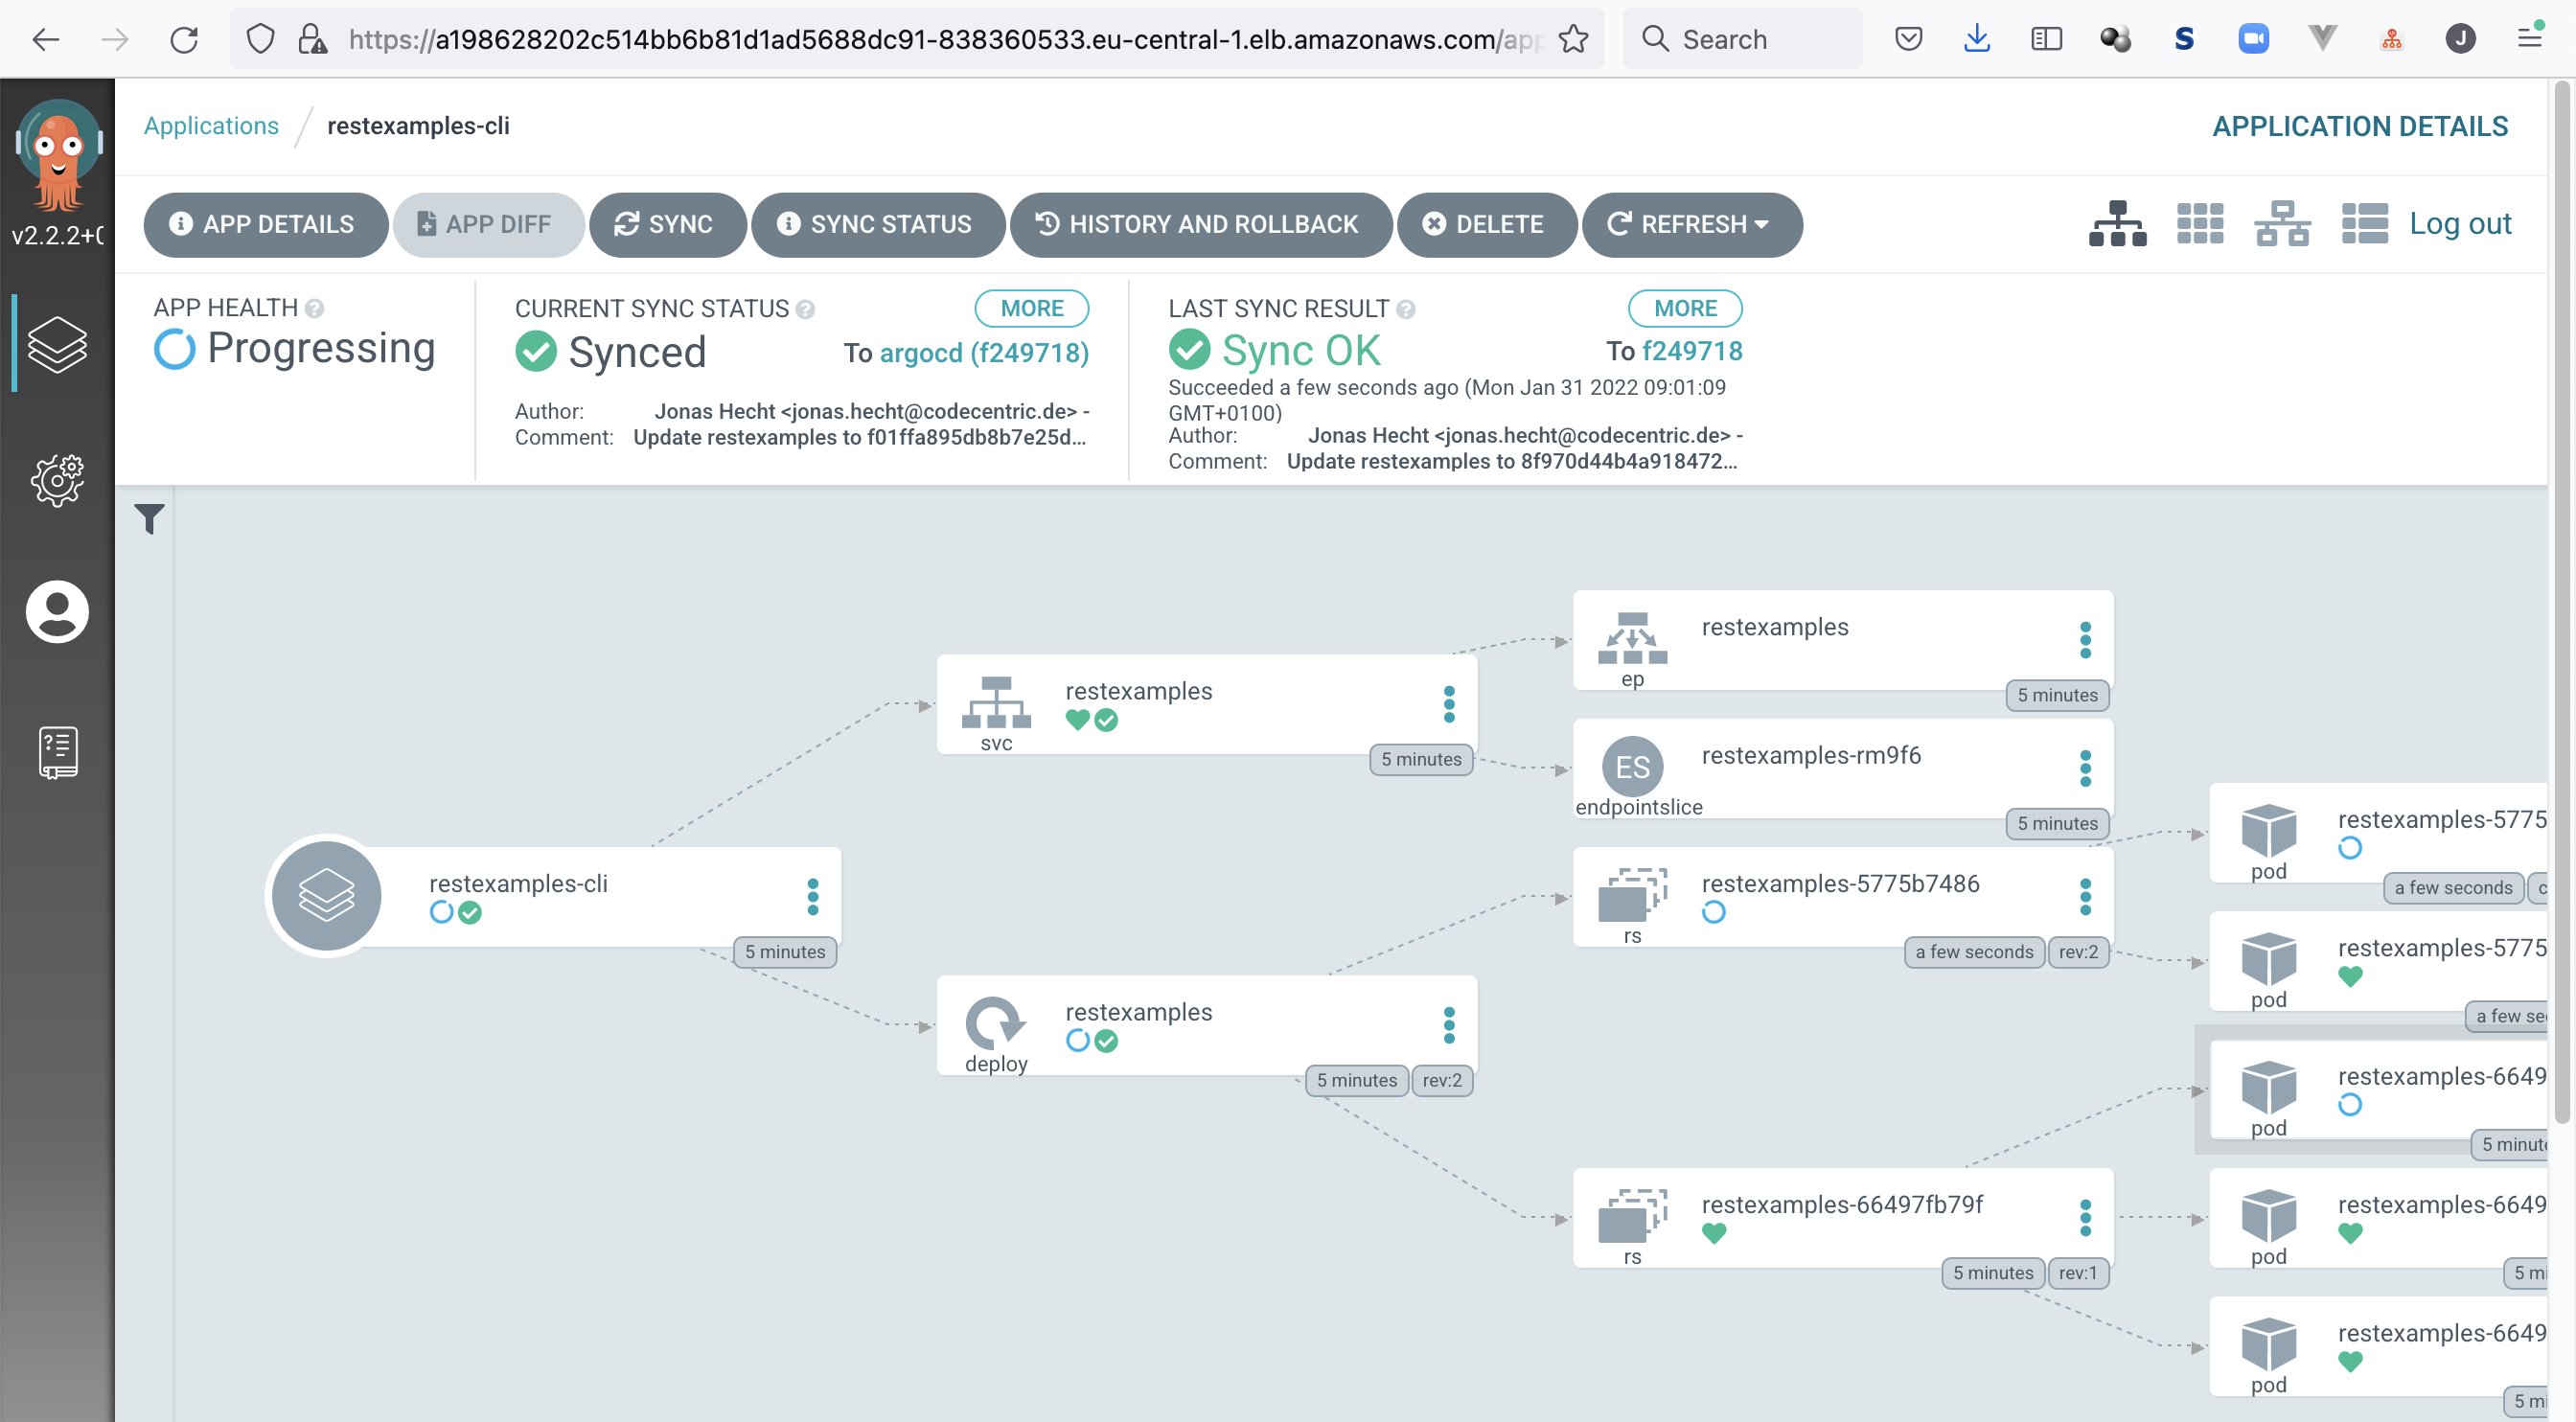 https://a198628202c514bb6b81d1ad5688dc91-838360533.eu-central-1.elb.amazonaws.com/app
Search
S
J
Applications / restexamples-cli
APPLICATION DETAILS
v2.2.2+
APP DETAILS
APP DIFF
SYNC
SYNC STATUS
HISTORY AND ROLLBACK
DELETE
REFRESH
Log out
APP HEALTH ?
Progressing
CURRENT SYNC STATUS ?
MORE
Synced
To argocd (f249718)
Author: Jonas Hecht <jonas.hecht@codecentric.de> -
Comment: Update restexamples to f01ffa895db8b7e25d...
LAST SYNC RESULT ?
MORE
Sync OK
To f249718
Succeeded a few seconds ago (Mon Jan 31 2022 09:01:09
GMT+0100)
Author: Jonas Hecht <jonas.hecht@codecentric.de> -
Comment: Update restexamples to 8f970d44b4a918472...
restexamples-cli
5 minutes
restexamples
svc
5 minutes
restexamples
deploy
5 minutes
rev:2
restexamples
ep
5 minutes
ES
restexamples-rm9f6
endpointslice
5 minutes
restexamples-5775b7486
rs
a few seconds
rev:2
restexamples-66497fb79f
rs
5 minutes
rev:1
restexamples-5775
pod
a few seconds
restexamples-5775
pod
a few se
restexamples-6649
pod
5 minute
restexamples-6649
pod
5 mi
restexamples-6649
pod
5 mi